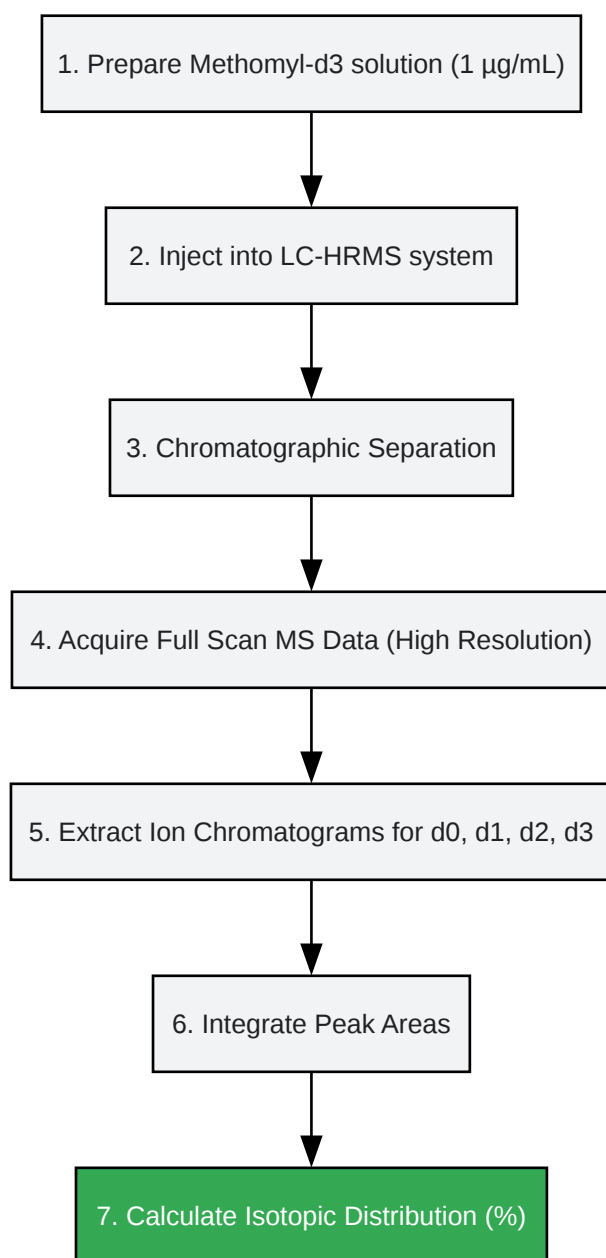 1. Prepare Methomyl-d3 solution (1 µg/mL)
2. Inject into LC-HRMS system
3. Chromatographic Separation
4. Acquire Full Scan MS Data (High Resolution)
5. Extract Ion Chromatograms for d0, d1, d2, d3
6. Integrate Peak Areas
7. Calculate Isotopic Distribution (%)